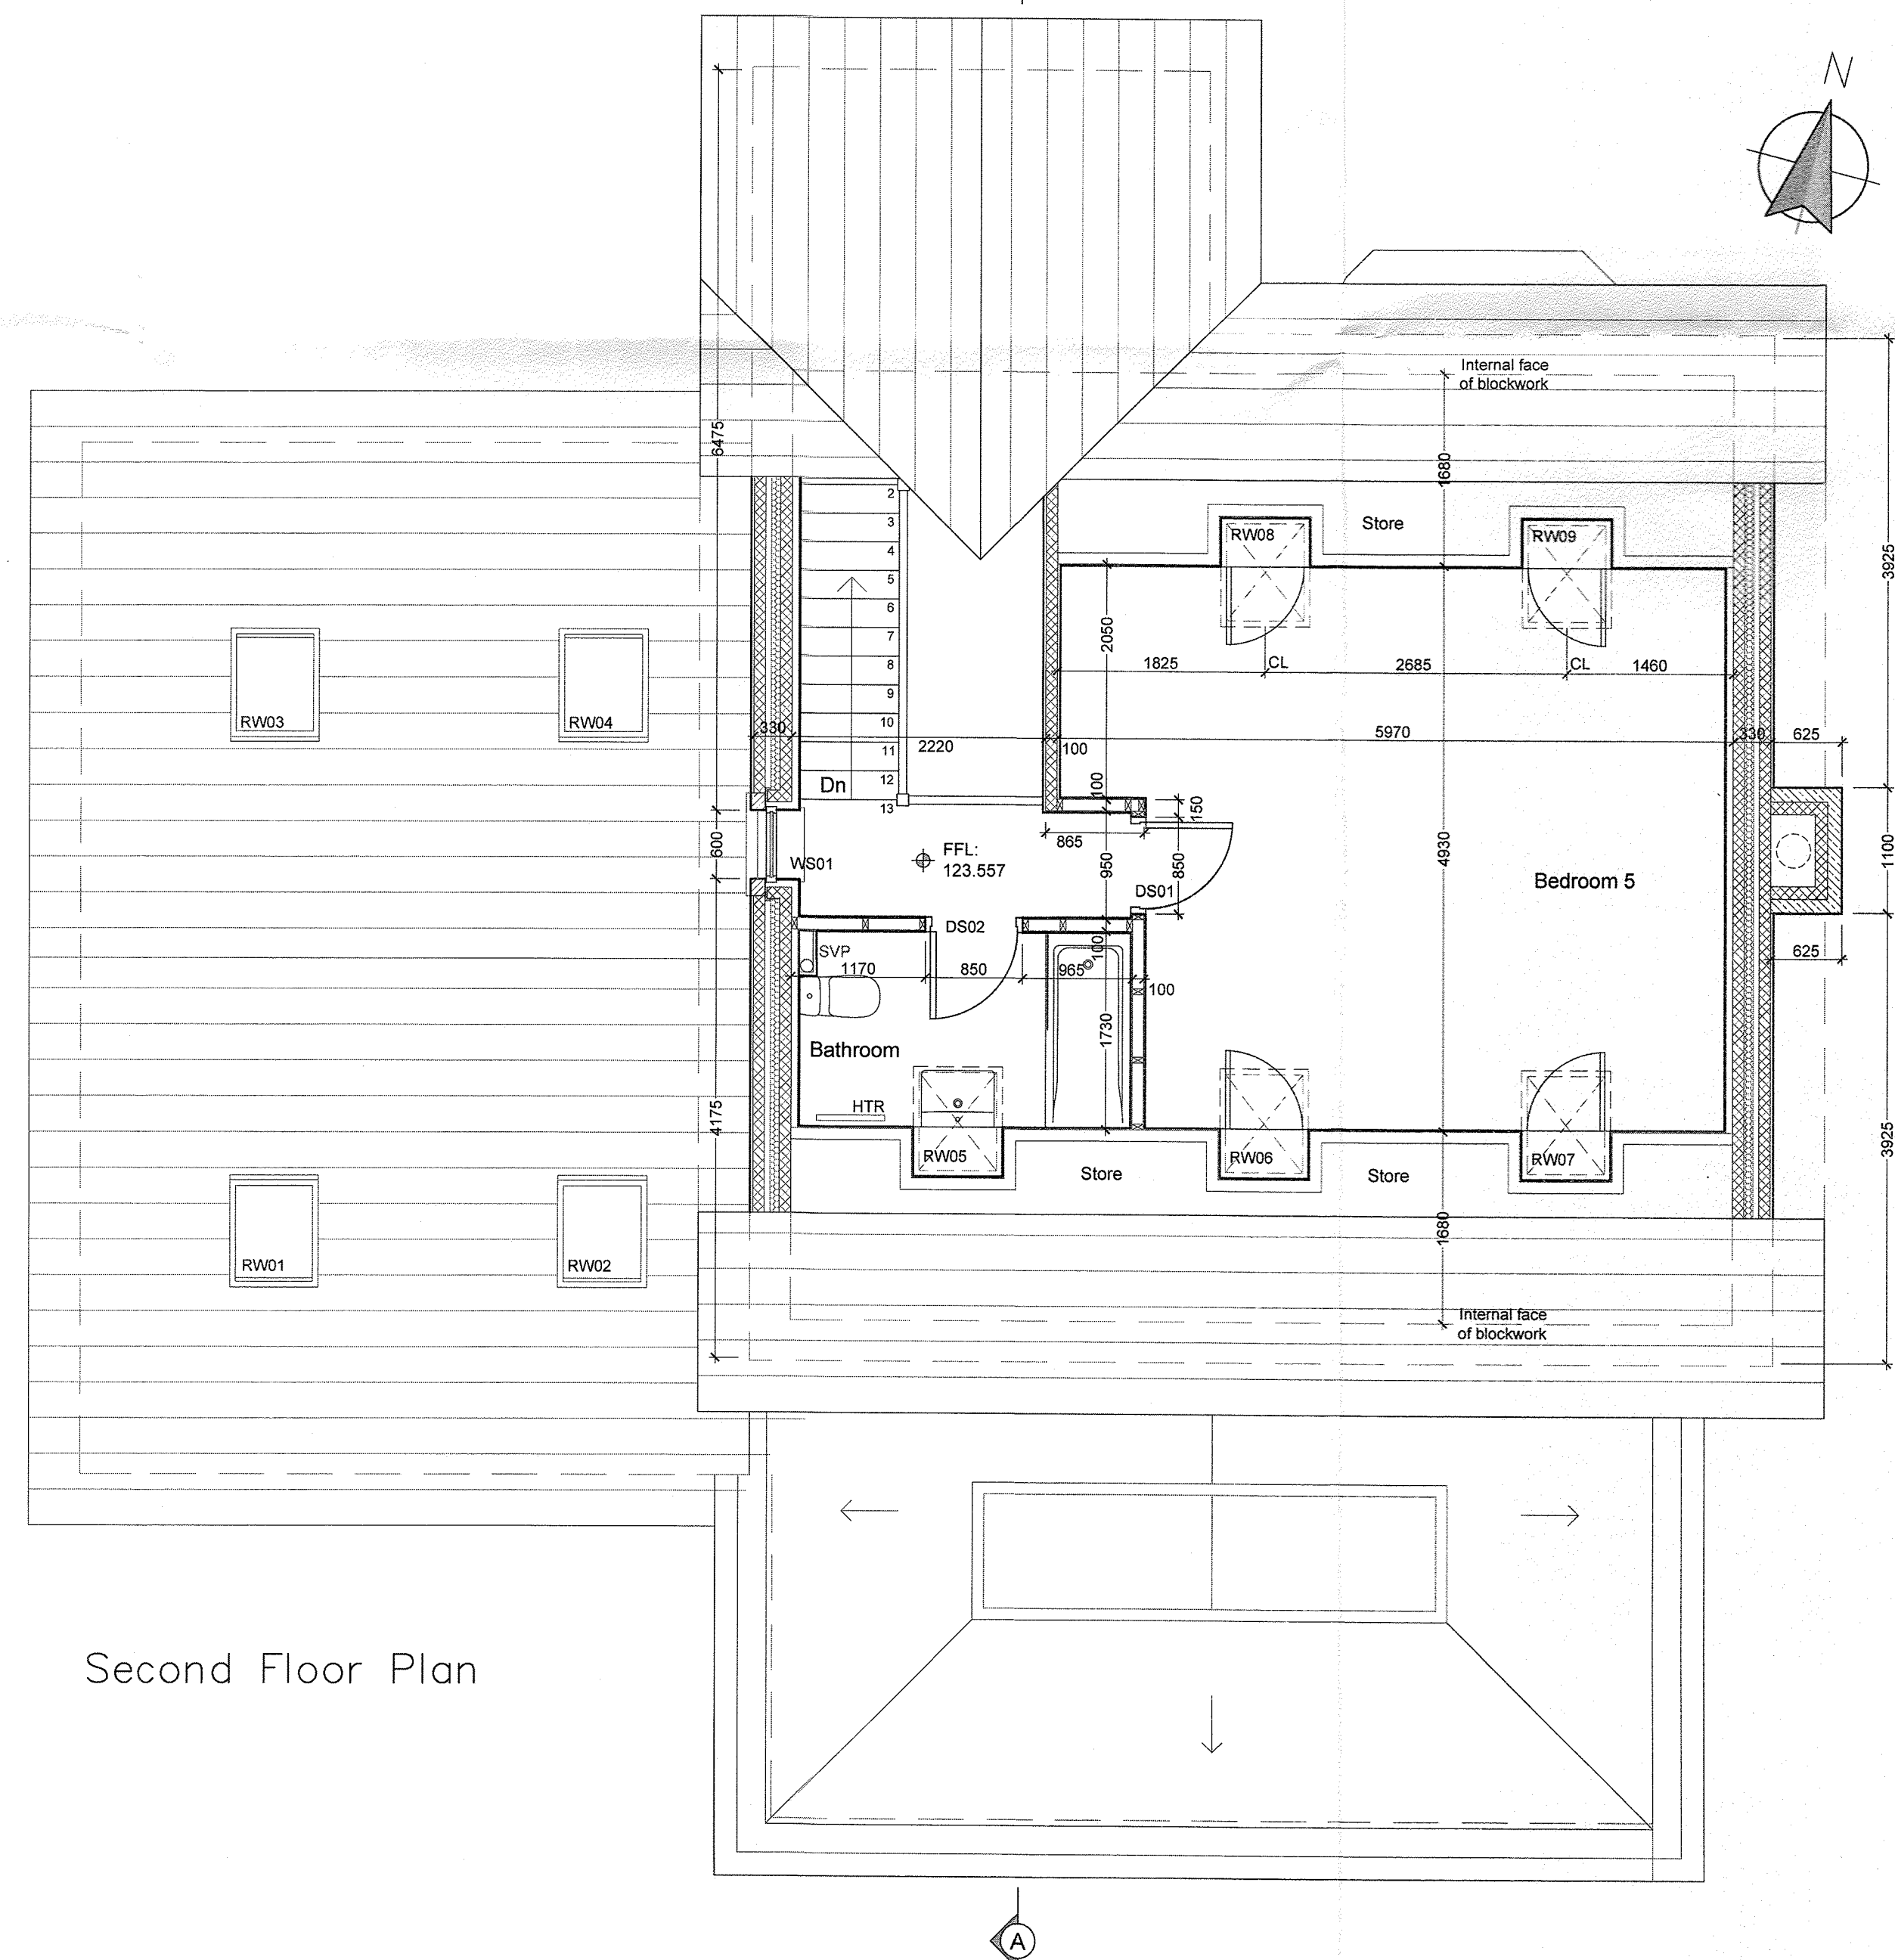 N
Internal face
of blockwork
6475
1680
2
3
4
5
6
7
8
9
10
11
12
13
Dn
Store
RW08
RW09
3925
2050
1825
CL
2685
CL
1460
RW03
RW04
330
2220
100
5970
330
625
100
150
865
600
WS01
FFL:
123.557
950
850
DS01
4930
Bedroom 5
1100
DS02
SVP
1170
850
965
100
100
625
Bathroom
1730
HTR
4175
RW05
Store
RW06
Store
RW07
3925
RW01
RW02
1680
Internal face
of blockwork
Second Floor Plan
A